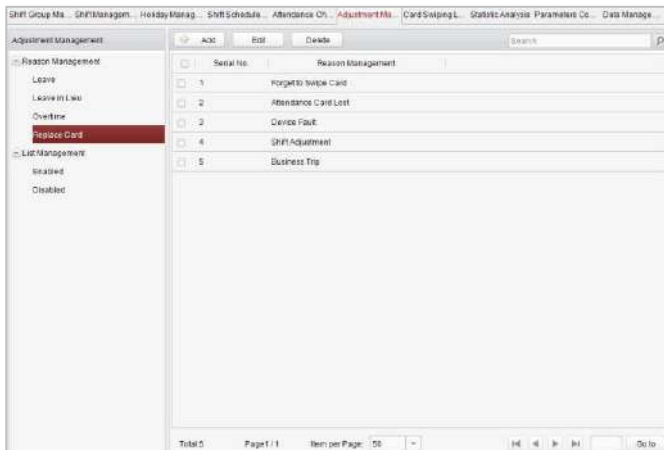 Shift Group Ma... Shift Managem... Holiday Manag... Shift Schedule... Attendance Ch... Adjustment Ma... Card Swiping L... Statistic Analysis Parameters Co... Data Manage...
Adjustment Management
Add Edit Delete Search
Reason Management
Leave
Leave in Lieu
Overtime
Replace Card
List Management
Enabled
Disabled
Serial No. Reason Management
1 Forget to Swipe Card
2 Attendance Card Lost
3 Device Fault
4 Shift Adjustment
5 Business Trip
Total 5 Page 1 / 1 Item per Page: 50 Go to